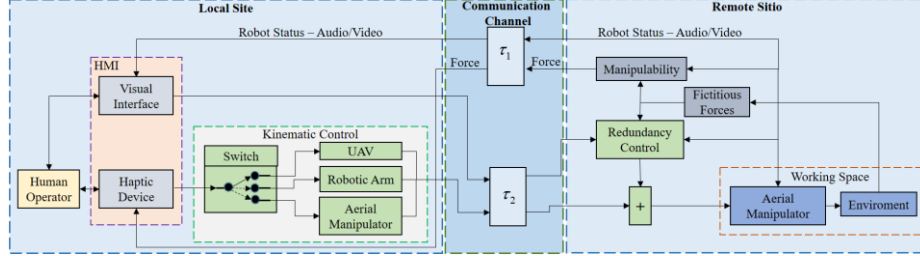 Local Site
Communication
Channel
Remote Sitio
Robot Status – Audio/Video
τ1
Robot Status – Audio/Video
HMI
Force
Force
Manipulability
Visual
Interface
Fictitious
Forces
Kinematic Control
Redundancy
Control
Switch
UAV
Human
Operator
Haptic
Device
Robotic Arm
Aerial
Manipulator
τ2
+
Working Space
Aerial
Manipulator
Enviroment